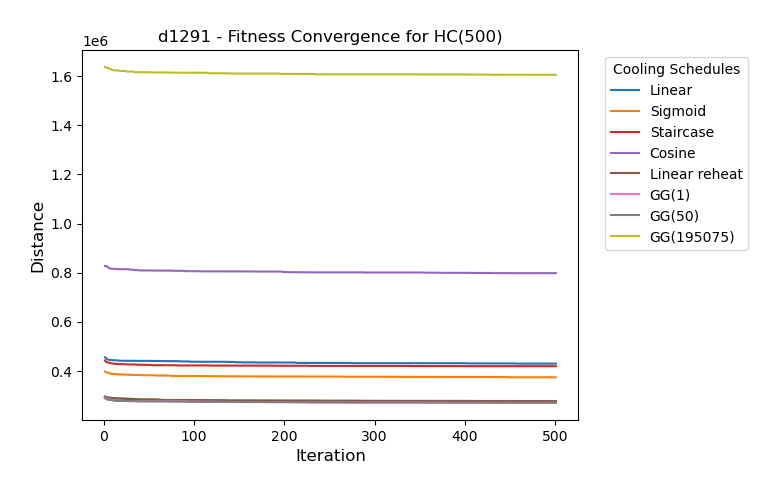 d1291 - Fitness Convergence for HC(500)
1e6
1.6
1.4
1.2
1.0
0.8
0.6
0.4
Distance
0
100
200
300
400
500
Iteration
Cooling Schedules
Linear
Sigmoid
Staircase
Cosine
Linear reheat
GG(1)
GG(50)
GG(195075)